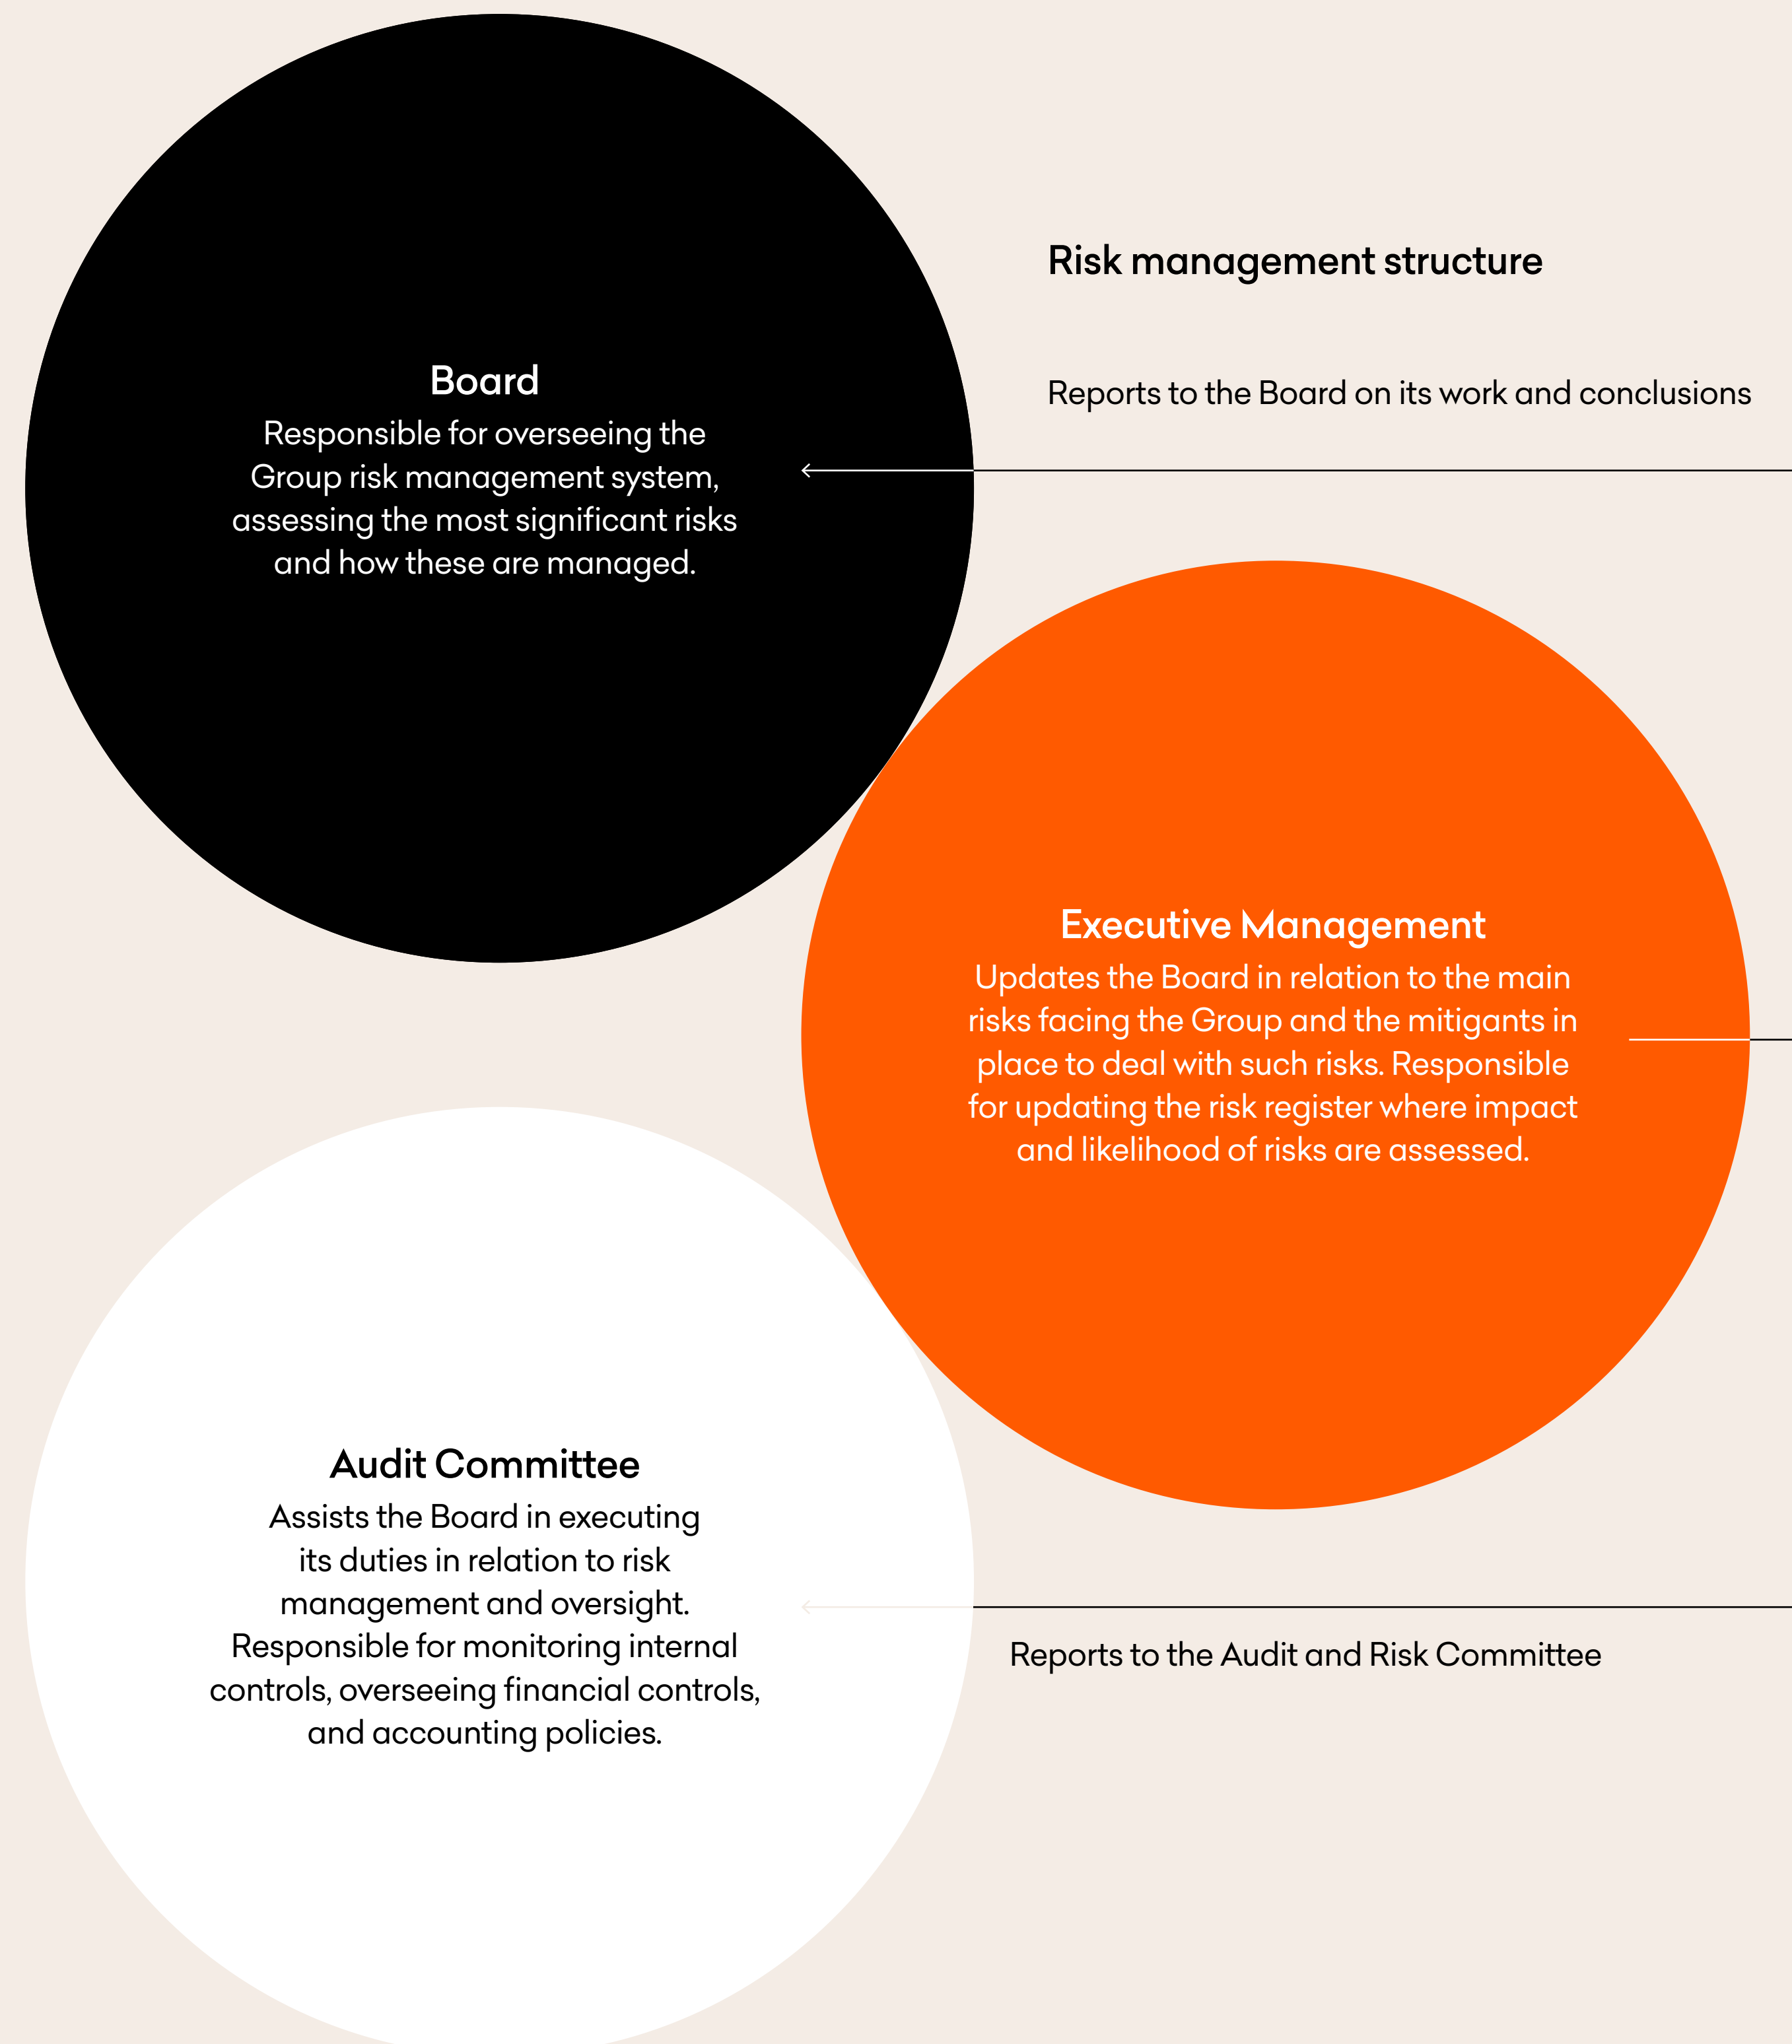 Risk management structure
Reports to the Board on its work and conclusions
Board
Responsible for overseeing the
Group risk management system,
assessing the most significant risks
and how these are managed.
Executive Management
Updates the Board in relation to the main
risks facing the Group and the mitigants in
place to deal with such risks. Responsible
for updating the risk register where impact
and likelihood of risks are assessed.
Audit Committee
Assists the Board in executing
its duties in relation to risk
management and oversight.
Responsible for monitoring internal
controls, overseeing financial controls,
and accounting policies.
Reports to the Audit and Risk Committee